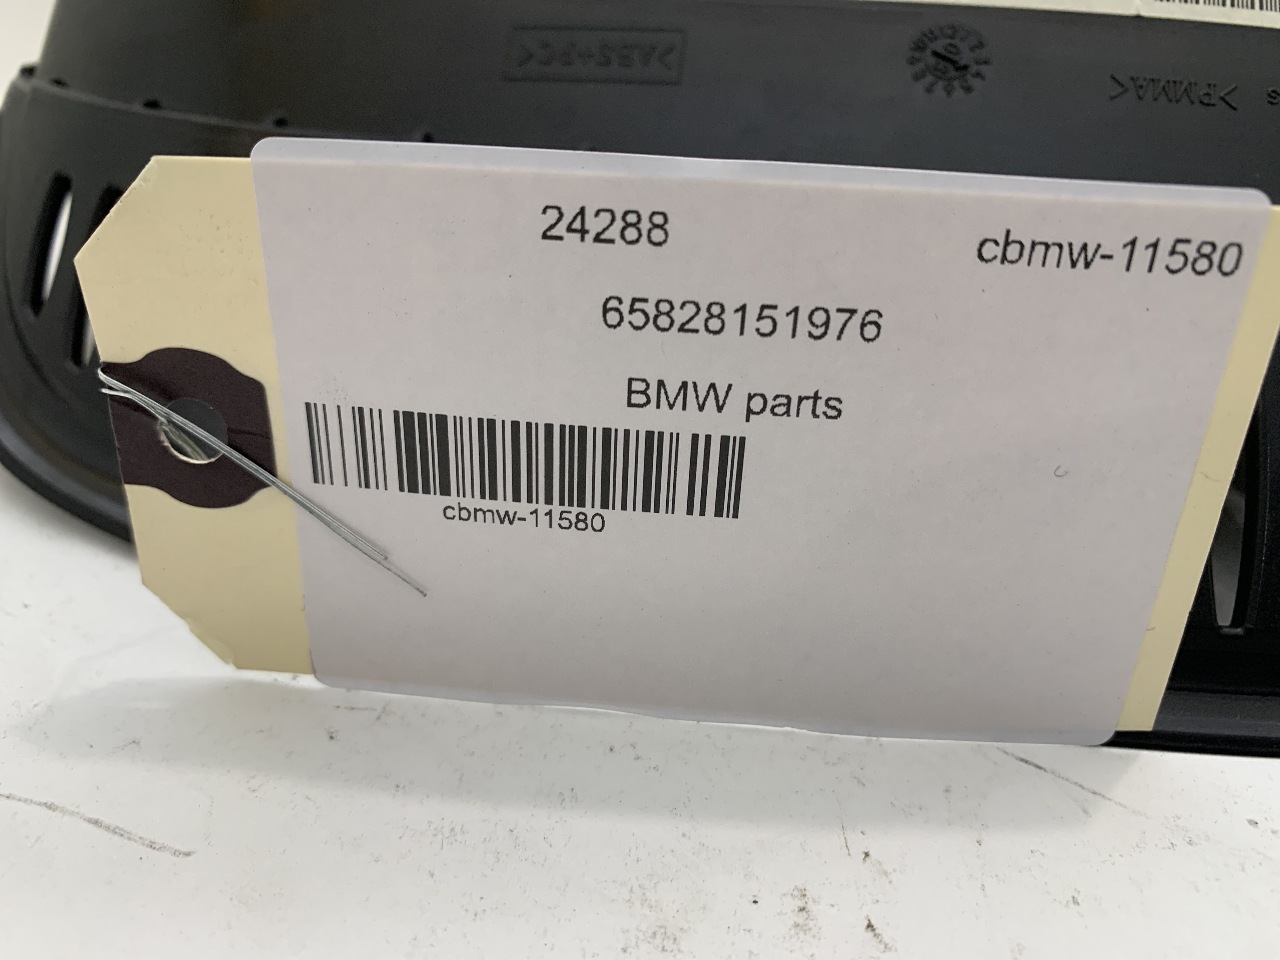 >ABS+PC<
>PMMA<
24288
cbmw-11580
65828151976
BMW parts
cbmw-11580